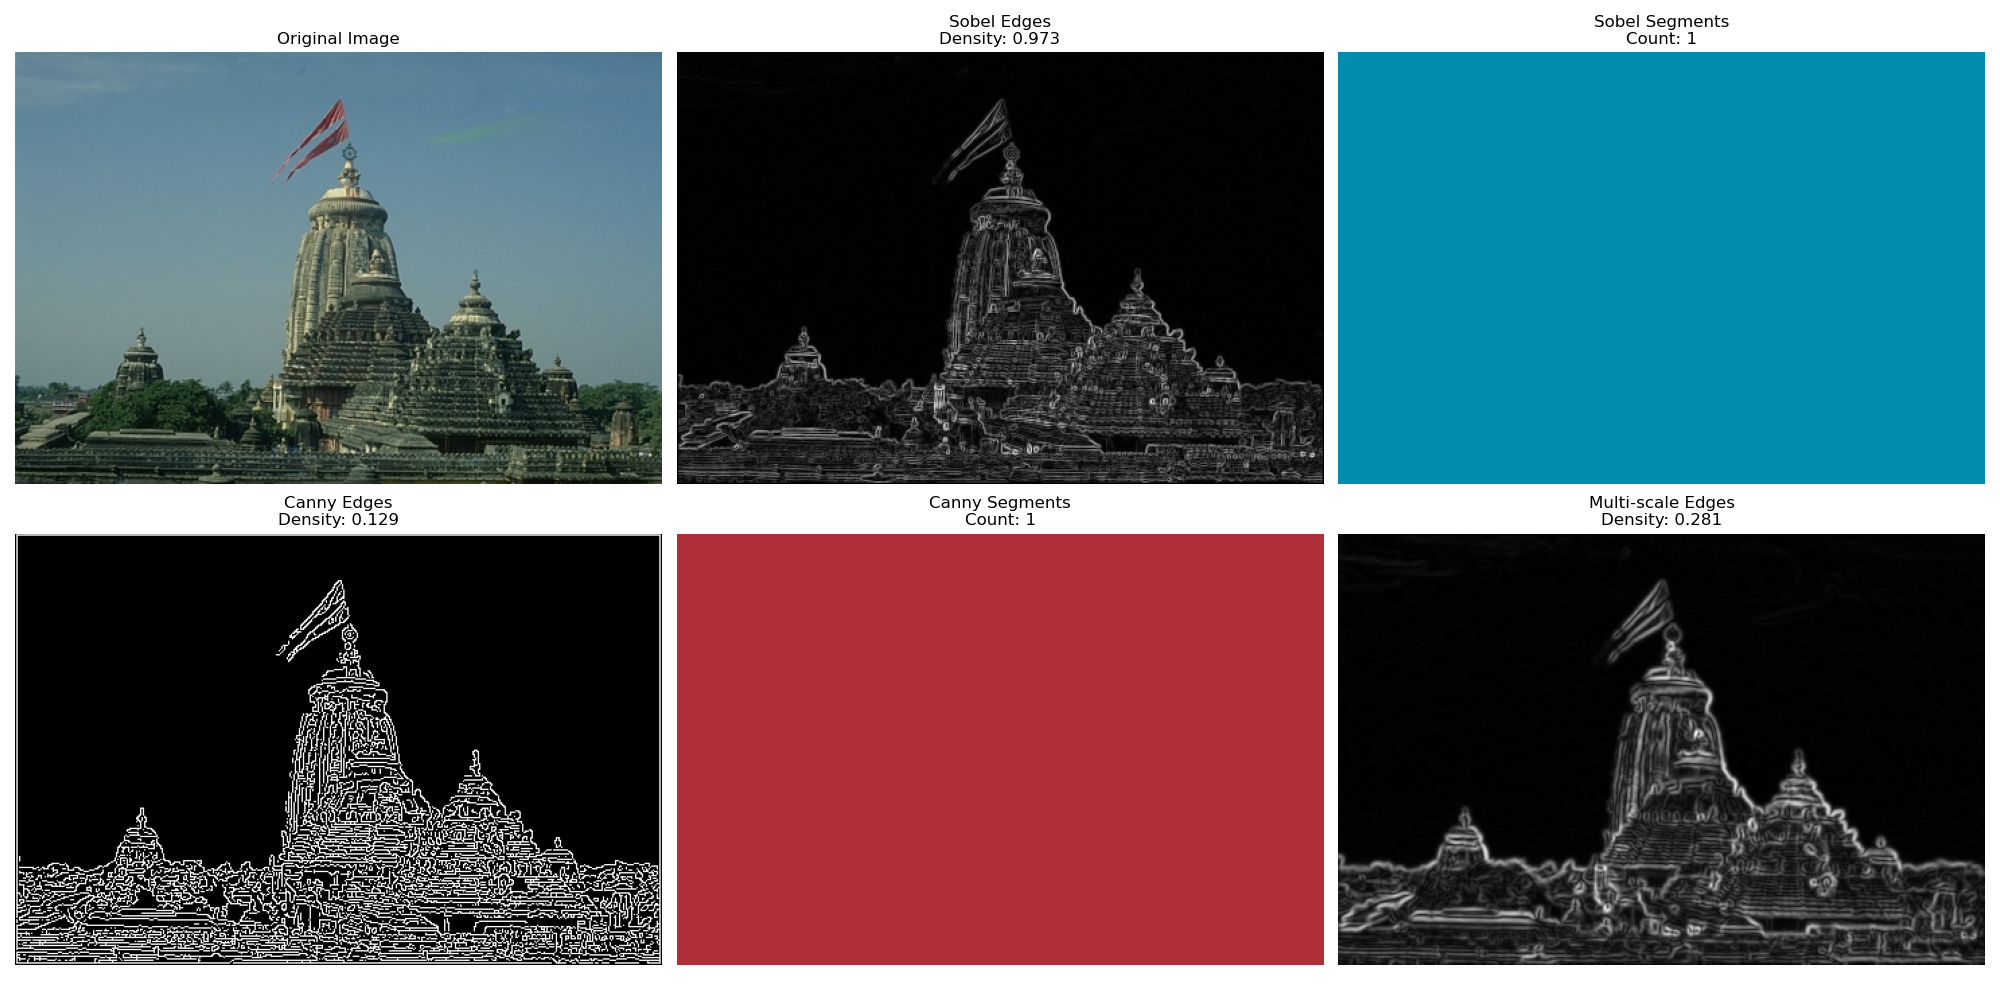 Original Image
Sobel Edges
Density: 0.973
Sobel Segments
Count: 1
Canny Edges
Density: 0.129
Canny Segments
Count: 1
Multi-scale Edges
Density: 0.281